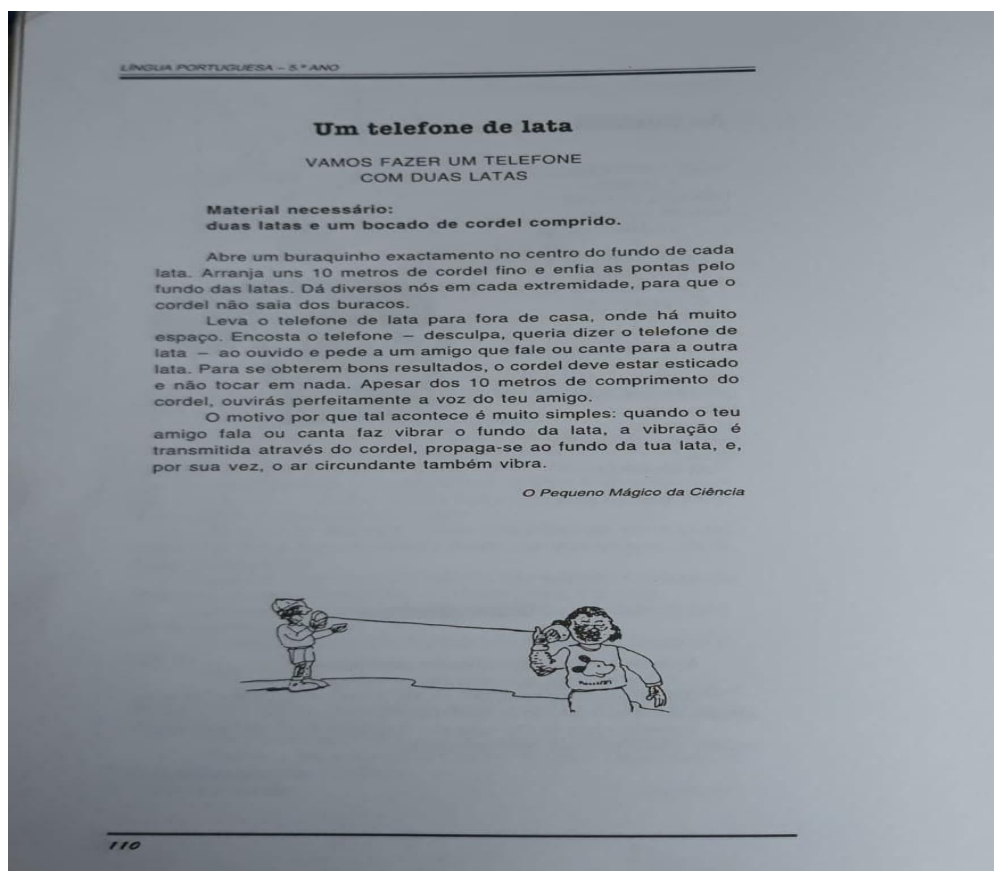 LÍNGUA PORTUGUESA – 5.º ANO
Um telefone de lata
VAMOS FAZER UM TELEFONE
COM DUAS LATAS
Material necessário:
duas latas e um bocado de cordel comprido.
Abre um buraquinho exactamente no centro do fundo de cada
lata. Arranja uns 10 metros de cordel fino e enfia as pontas pelo
fundo das latas. Dá diversos nós em cada extremidade, para que o
cordel não saia dos buracos.
Leva o telefone de lata para fora de casa, onde há muito
espaço. Encosta o telefone – desculpa, queria dizer o telefone de
lata – ao ouvido e pede a um amigo que fale ou cante para a outra
lata. Para se obterem bons resultados, o cordel deve estar esticado
e não tocar em nada. Apesar dos 10 metros de comprimento do
cordel, ouvirás perfeitamente a voz do teu amigo.
O motivo por que tal acontece é muito simples: quando o teu
amigo fala ou canta faz vibrar o fundo da lata, a vibração é
transmitida através do cordel, propaga-se ao fundo da tua lata, e,
por sua vez, o ar circundante também vibra.
O Pequeno Mágico da Ciência
110